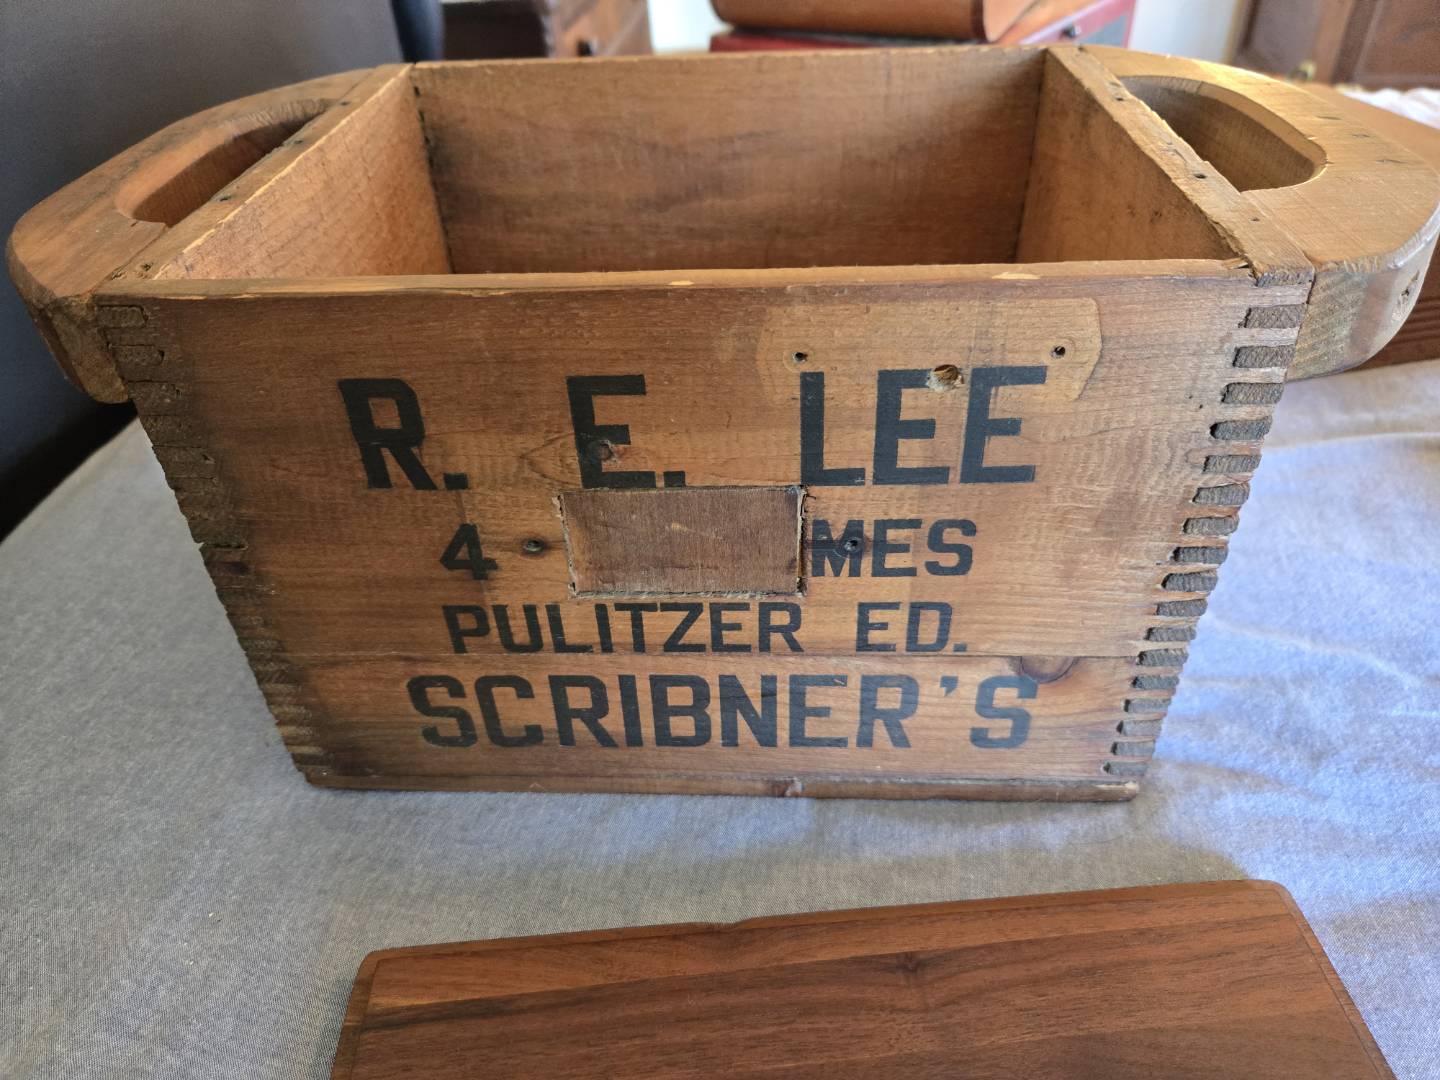 R. E. LEE
4 MES
PULITZER ED.
SCRIBNER'S